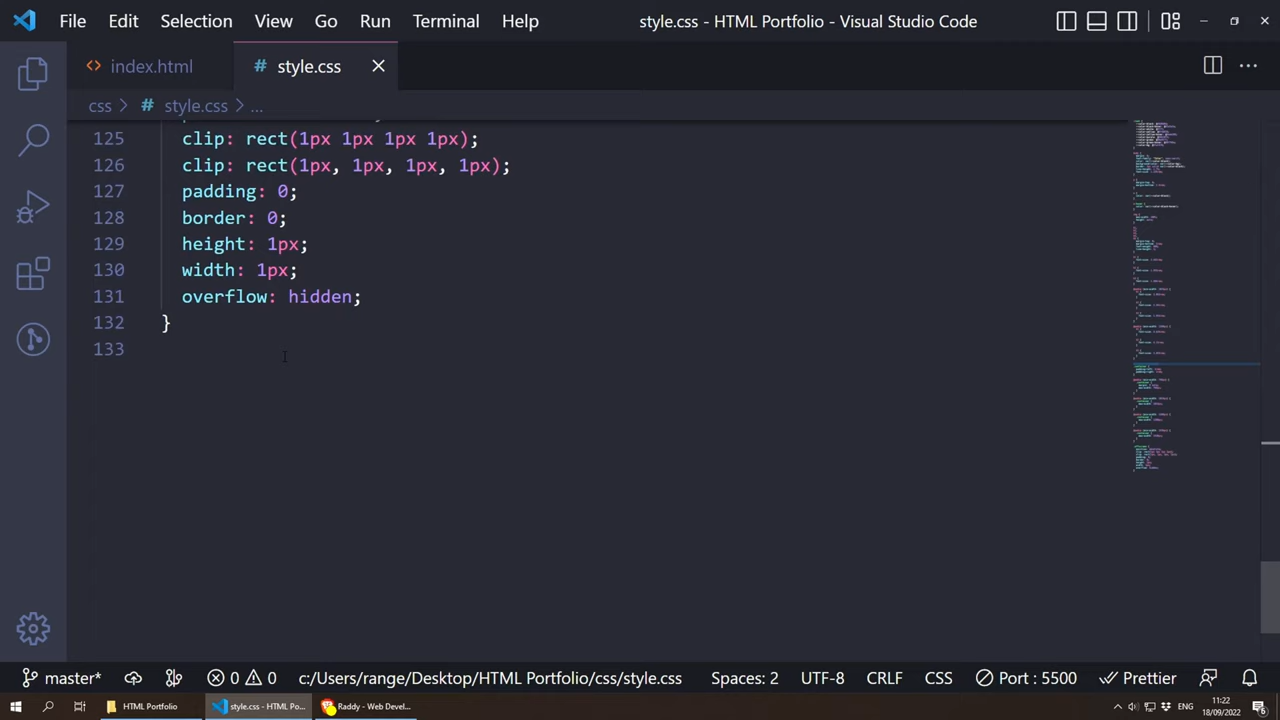 File Edit Selection View Go Run Terminal Help style.css - HTML Portfolio - Visual Studio Code
<> index.html # style.css
css > # style.css > ...
125 clip: rect(1px 1px 1px 1px);
126 clip: rect(1px, 1px, 1px, 1px);
127 padding: 0;
128 border: 0;
129 height: 1px;
130 width: 1px;
131 overflow: hidden;
132 }
133
master* 0 0 c:/Users/range/Desktop/HTML Portfolio/css/style.css Spaces: 2 UTF-8 CRLF CSS Port : 5500 Prettier
HTML Portfolio style.css - HTML Po... Raddy - Web Devel... ENG 11:22
18/09/2022